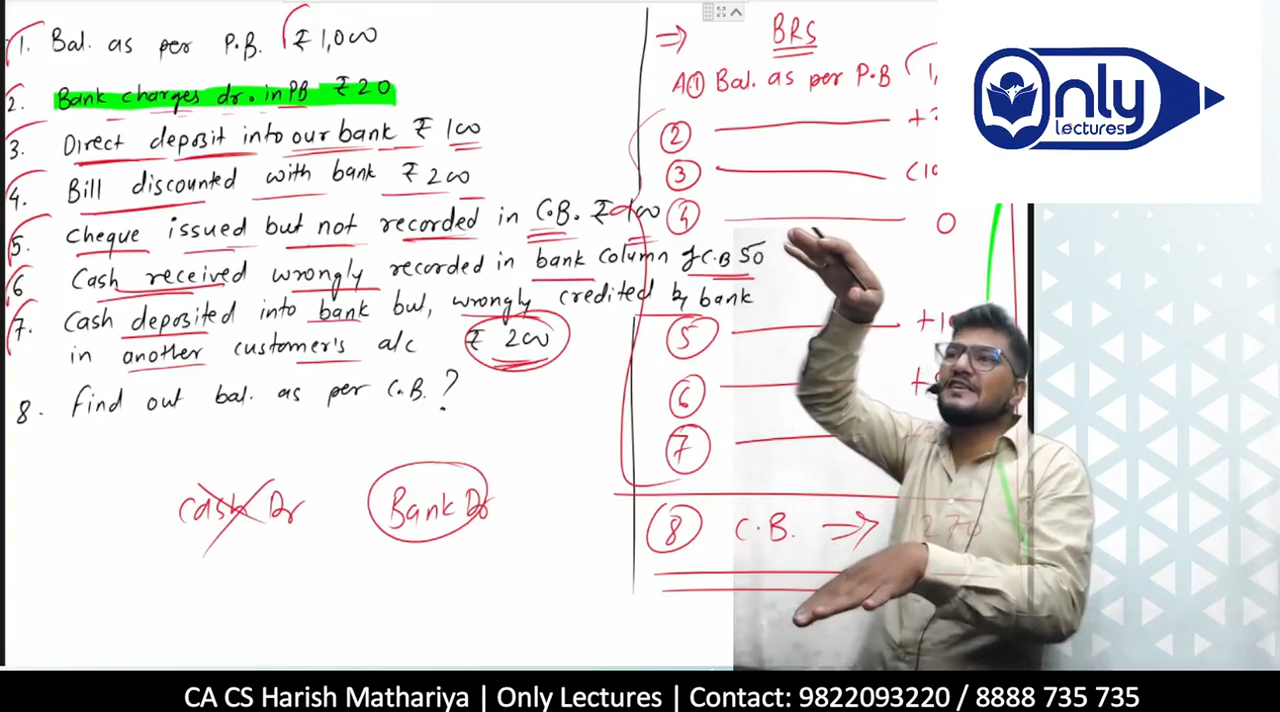 1. Bal. as per P.B. ₹1,000
2. Bank charges dr. in PB ₹20
3. Direct deposit into our bank ₹ 100
4. Bill discounted with bank ₹ 200
5. Cheque issued but not recorded in C.B. ₹ 100
6 Cash received wrongly recorded in bank column of C.B 50
7. Cash deposited into bank but, wrongly credited by bank
in another customer's a/c ₹ 200
8. Find out bal. as per C.B.?
Cash Dr Bank Dr
⇒ BRS
A① Bal. as per P.B 1,
②
③ (10
④ 0
⑤ +10
⑥ +
⑦
⑧ C.B. ⇒ 1270
Only
Lectures
CA CS Harish Mathariya | Only Lectures | Contact: 9822093220 / 8888 735 735